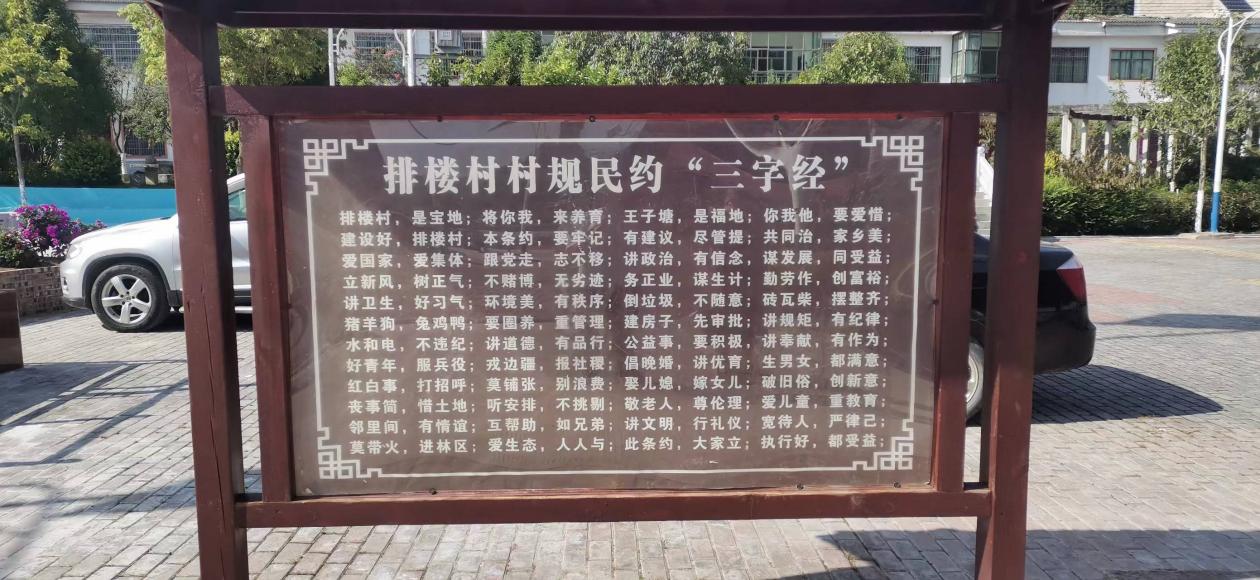 排楼村村规民约“三字经”
排楼村，是宝地；将你我，来养育；王子塘，是福地；你我他，要爱惜；
建设好，排楼村；本条约，要牢记；有建议，尽管提；共同治，家乡美；
爱国家，爱集体；跟党走，志不移；讲政治，有信念；谋发展，同受益；
立新风，树正气；不赌博，无劣迹；务正业，谋生计；勤劳作，创富裕；
讲卫生，好习气；环境美，有秩序；倒垃圾，不随意；砖瓦柴，摆整齐；
猪羊狗，兔鸡鸭；要圈养，重管理；建房子，先审批；讲规矩，有纪律；
水和电，不违纪；讲道德，有品行；公益事，要积极；讲奉献，有作为；
好青年，服兵役；戎边疆，报社稷；倡晚婚，讲优育；生男女，都满意；
红白事，打招呼；莫铺张，别浪费；娶儿媳，嫁女儿；破旧俗，创新意；
丧事简，惜土地；听安排，不挑剔；敬老人，尊伦理；爱儿童，重教育；
邻里间，有情谊；互帮助，如兄弟；讲文明，行礼仪；宽待人，严律己；
莫带火，进林区；爱生态，人人与；此条约，大家立；执行好，都受益；